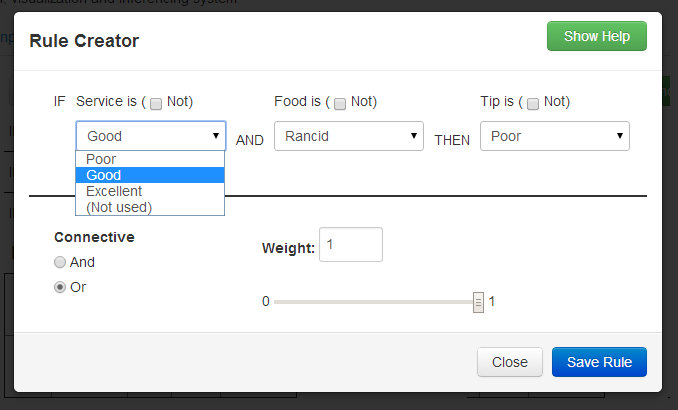 visualization and inferencing system
Rule Creator
Show Help
IF Service is ( Not) Food is ( Not) Tip is ( Not)
Good AND Rancid THEN Poor
Poor
Good
Excellent
(Not used)
Connective
And
Or
Weight: 1
0 1
Close Save Rule